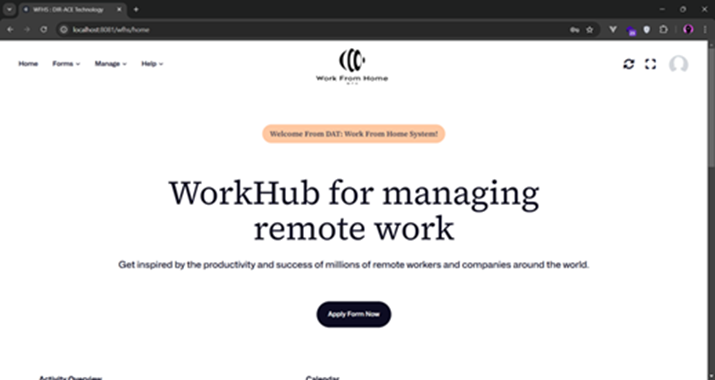 WFHS : DIR-ACE Technology
localhost:8081/wfhs/home
Home Forms Manage Help
Work From Home
Welcome From DAT: Work From Home System!
WorkHub for managing
remote work
Get inspired by the productivity and success of millions of remote workers and companies around the world.
Apply Form Now
Activity Overview Calendar